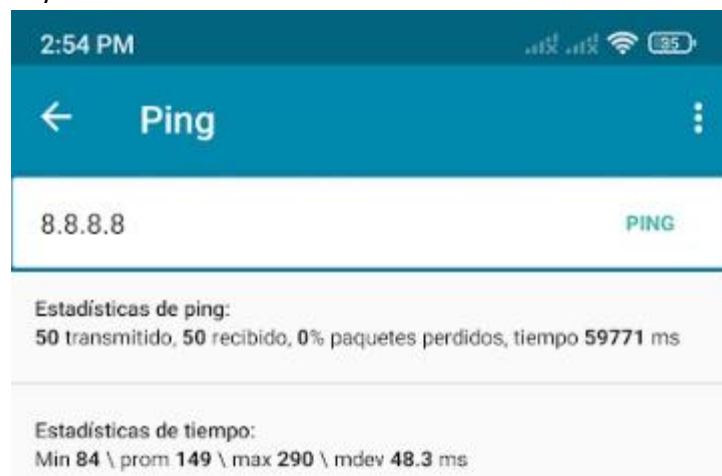 2:54 PM
35
Ping
8.8.8.8
PING
Estadísticas de ping:
50 transmitido, 50 recibido, 0% paquetes perdidos, tiempo 59771 ms
Estadísticas de tiempo:
Min 84 \ prom 149 \ max 290 \ mdev 48.3 ms